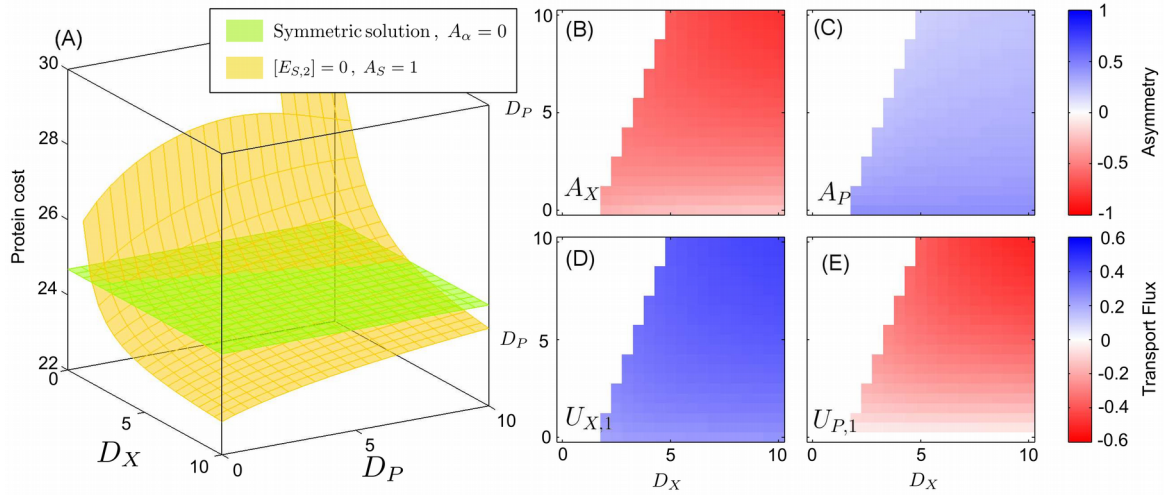 (A)
Symmetric solution , A_α = 0
[E_{S,2}] = 0 , A_S = 1
Protein cost
30
28
26
24
22
0
5
10
D_X
0
5
10
D_P
(B)
D_P
10
5
0
A_X
(C)
A_P
1
0.5
0
-0.5
-1
Asymmetry
(D)
D_P
10
5
0
U_{X,1}
0
5
10
D_X
(E)
U_{P,1}
0
5
10
D_X
0.6
0.4
0.2
0
-0.2
-0.4
-0.6
Transport Flux